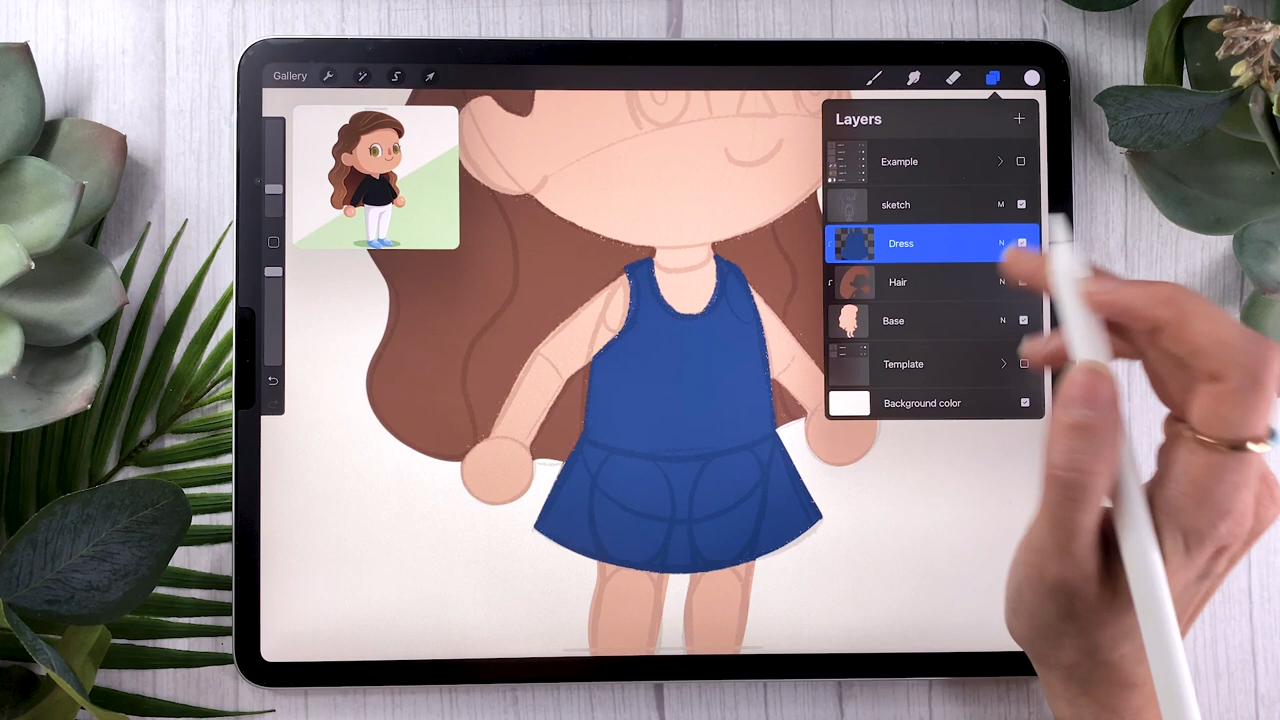 Gallery
Layers
Example
sketch M
Dress N
Hair N
Base N
Template
Background color